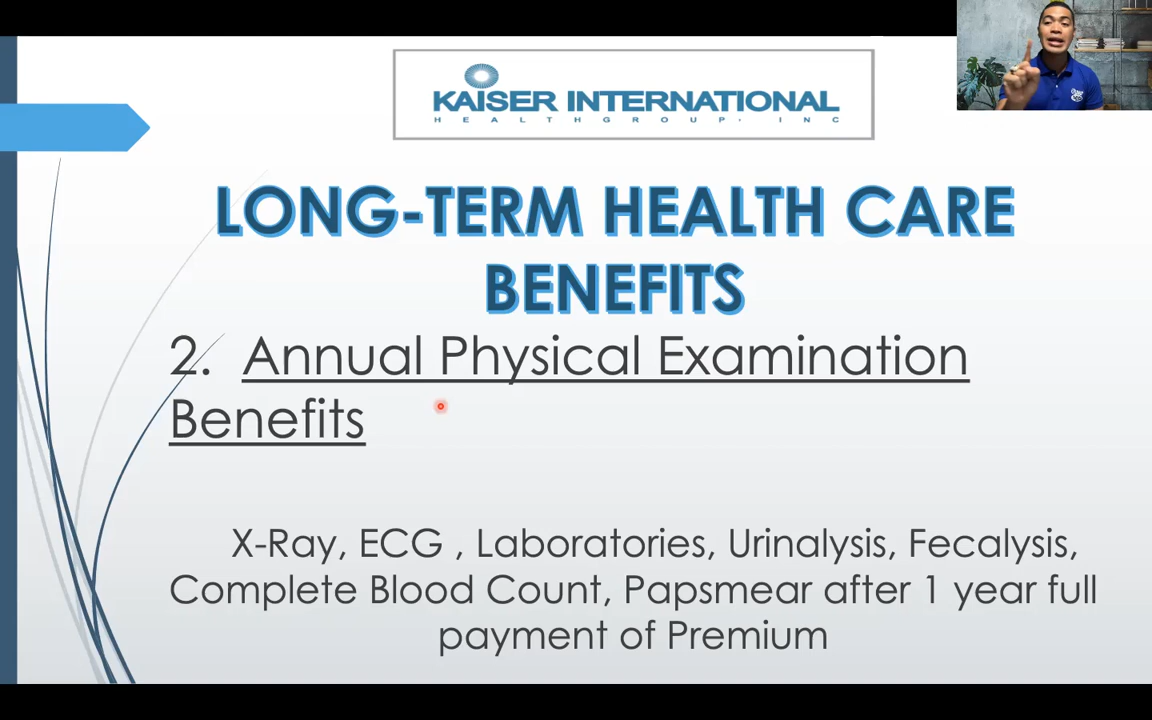 KAISER INTERNATIONAL
HEALTHGROUP, INC
LONG-TERM HEALTH CARE
BENEFITS
2. Annual Physical Examination
Benefits
X-Ray, ECG , Laboratories, Urinalysis, Fecalysis,
Complete Blood Count, Papsmear after 1 year full
payment of Premium